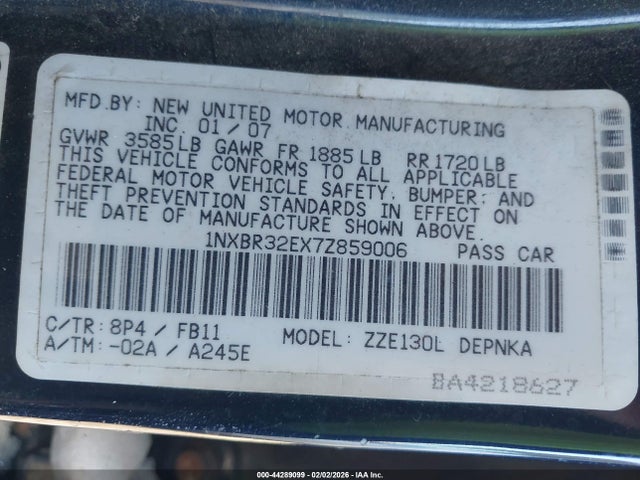 MFD.BY: NEW UNITED MOTOR MANUFACTURING
INC. 01/07
GVWR 3585LB GAWR FR 1885LB RR1720LB
THIS VEHICLE CONFORMS TO ALL APPLICABLE
FEDERAL MOTOR VEHICLE SAFETY, BUMPER, AND
THEFT PREVENTION STANDARDS IN EFFECT ON
THE DATE OF MANUFACTURE SHOWN ABOVE.
1NXBR32EX7Z859006 PASS CAR
C/TR: 8P4 / FB11
A/TM: -02A / A245E
MODEL: ZZE130L DEPNKA
BA4218627
000-44289099 - 02/02/2026 - IAA Inc.